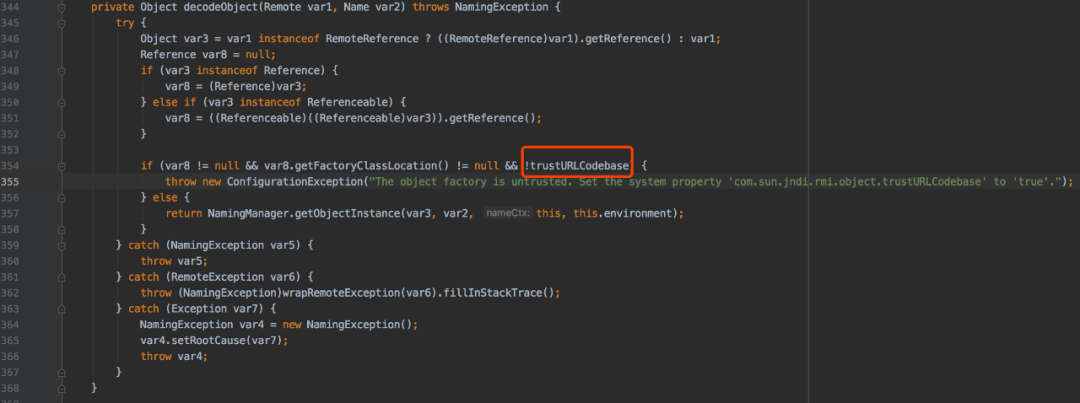 344 private Object decodeObject(Remote var1, Name var2) throws NamingException {
345 try {
346 Object var3 = var1 instanceof RemoteReference ? ((RemoteReference)var1).getReference() : var1;
347 Reference var8 = null;
348 if (var3 instanceof Reference) {
349 var8 = (Reference)var3;
350 } else if (var3 instanceof Referenceable) {
351 var8 = ((Referenceable)((Referenceable)var3)).getReference();
352 }
353
354 if (var8 != null && var8.getFactoryClassLocation() != null && !trustURLCodebase) {
355 throw new ConfigurationException("The object factory is untrusted. Set the system property 'com.sun.jndi.rmi.object.trustURLCodebase' to 'true'.");
356 } else {
357 return NamingManager.getObjectInstance(var3, var2, nameCtx: this, this.environment);
358 }
359 } catch (NamingException var5) {
360 throw var5;
361 } catch (RemoteException var6) {
362 throw (NamingException)wrapRemoteException(var6).fillInStackTrace();
363 } catch (Exception var7) {
364 NamingException var4 = new NamingException();
365 var4.setRootCause(var7);
366 throw var4;
367 }
368 }
369